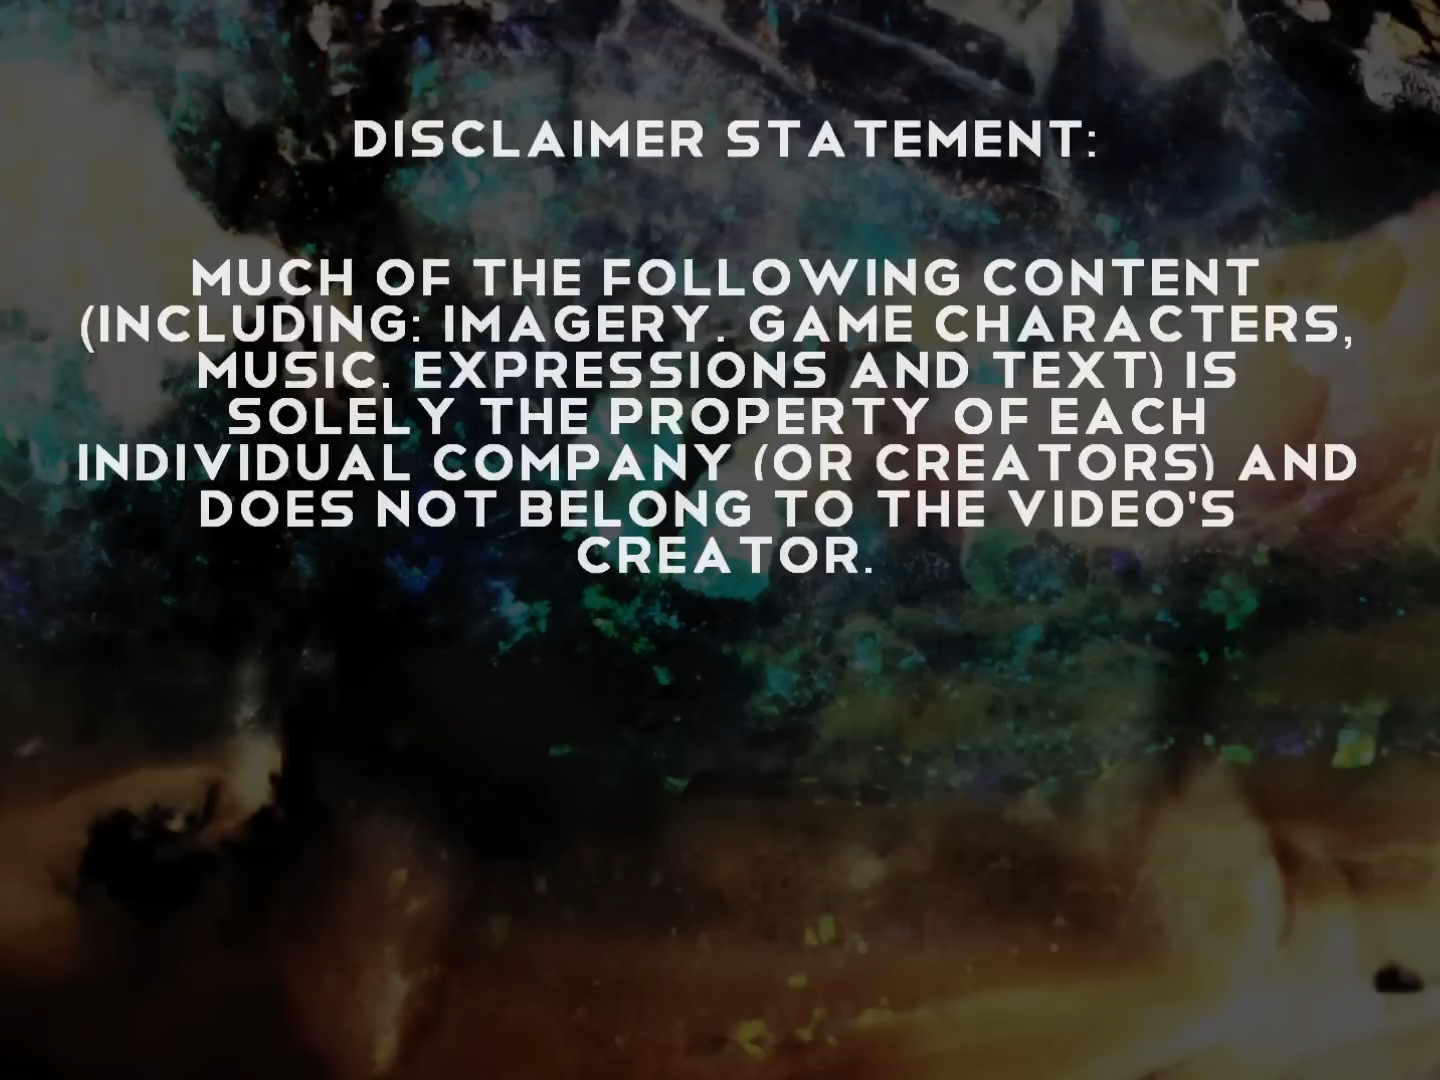 DISCLAIMER STATEMENT:
MUCH OF THE FOLLOWING CONTENT
(INCLUDING: IMAGERY. GAME CHARACTERS,
MUSIC. EXPRESSIONS AND TEXT) IS
SOLELY THE PROPERTY OF EACH
INDIVIDUAL COMPANY (OR CREATORS) AND
DOES NOT BELONG TO THE VIDEO'S
CREATOR.